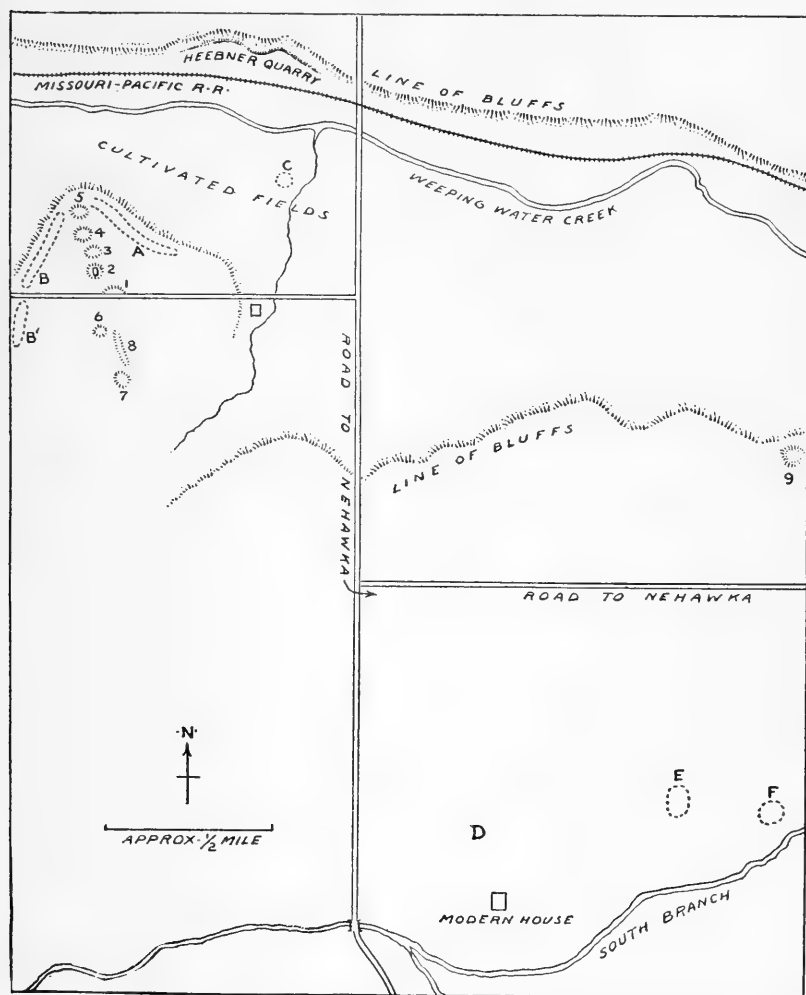 HEEBNER QUARRY
LINE OF BLUFFS
MISSOURI-PACIFIC R.R.
CULTIVATED FIELDS
C
WEEPING WATER CREEK
5
4
A
3
2
B
1
B'
6
8
7
ROAD TO NEHAWKA
LINE OF BLUFFS
9
ROAD TO NEHAWKA
·N·
E
F
APPROX-½ MILE
D
MODERN HOUSE
SOUTH BRANCH